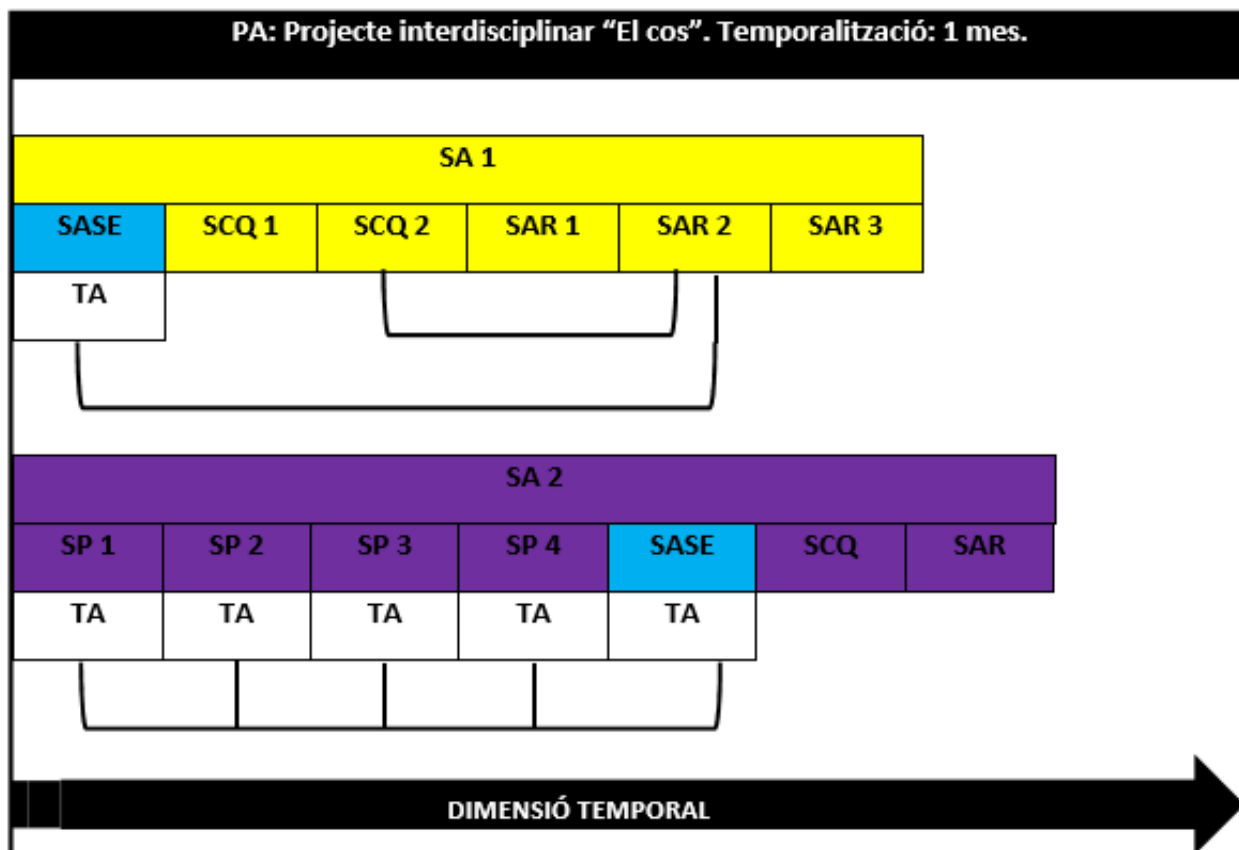 PA: Projecte interdisciplinar “El cos”. Temporalització: 1 mes.
SA 1
SASE SCQ 1 SCQ 2 SAR 1 SAR 2 SAR 3
TA
SA 2
SP 1 SP 2 SP 3 SP 4 SASE SCQ SAR
TA TA TA TA TA
DIMENSIÓ TEMPORAL